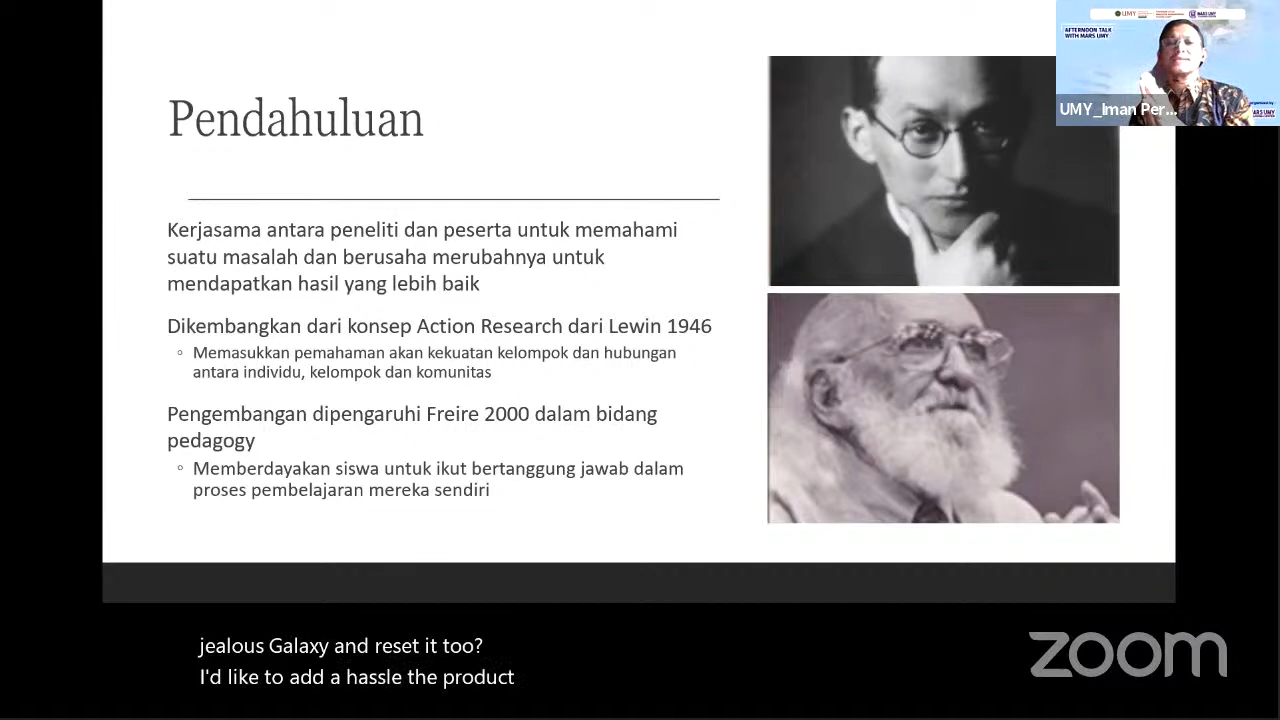 Pendahuluan
Kerjasama antara peneliti dan peserta untuk memahami
suatu masalah dan berusaha merubahnya untuk
mendapatkan hasil yang lebih baik
Dikembangkan dari konsep Action Research dari Lewin 1946
◦ Memasukkan pemahaman akan kekuatan kelompok dan hubungan
antara individu, kelompok dan komunitas
Pengembangan dipengaruhi Freire 2000 dalam bidang
pedagogy
◦ Memberdayakan siswa untuk ikut bertanggung jawab dalam
proses pembelajaran mereka sendiri
UMY
MARS UMY
AFTERNOON TALK
WITH MARS UMY
UMY_Iman Per...
jealous Galaxy and reset it too?
I'd like to add a hassle the product
zoom